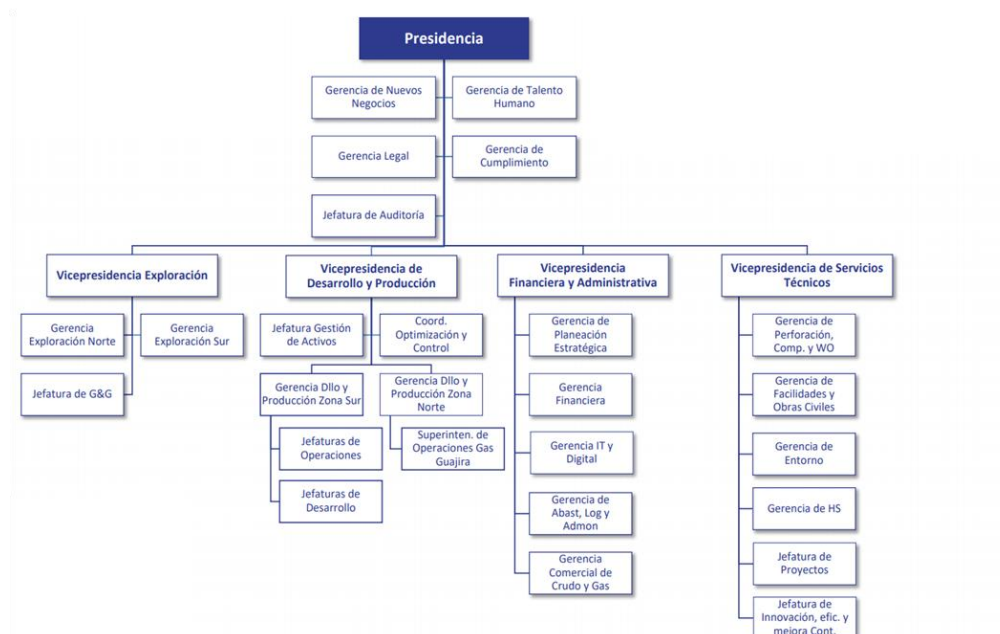 Presidencia
Gerencia de Nuevos
Negocios
Gerencia de Talento
Humano
Gerencia Legal
Gerencia de
Cumplimiento
Jefatura de Auditoría
Vicepresidencia Exploración
Gerencia
Exploración Norte
Gerencia
Exploración Sur
Jefatura de G&G
Vicepresidencia de
Desarrollo y Producción
Jefatura Gestión
de Activos
Coord.
Optimización y
Control
Gerencia Dllo y
Producción Zona Sur
Jefaturas de
Operaciones
Jefaturas de
Desarrollo
Gerencia Dllo y
Producción Zona
Norte
Superinten. de
Operaciones Gas
Guajira
Vicepresidencia
Financiera y Administrativa
Gerencia de
Planeación
Estratégica
Gerencia
Financiera
Gerencia IT y
Digital
Gerencia de
Abast, Log y
Admon
Gerencia
Comercial de
Crudo y Gas
Vicepresidencia de Servicios
Técnicos
Gerencia de
Perforación,
Comp. y WO
Gerencia de
Facilidades y
Obras Civiles
Gerencia de
Entorno
Gerencia de HS
Jefatura de
Proyectos
Jefatura de
Innovación, efic. y
mejora Cont.